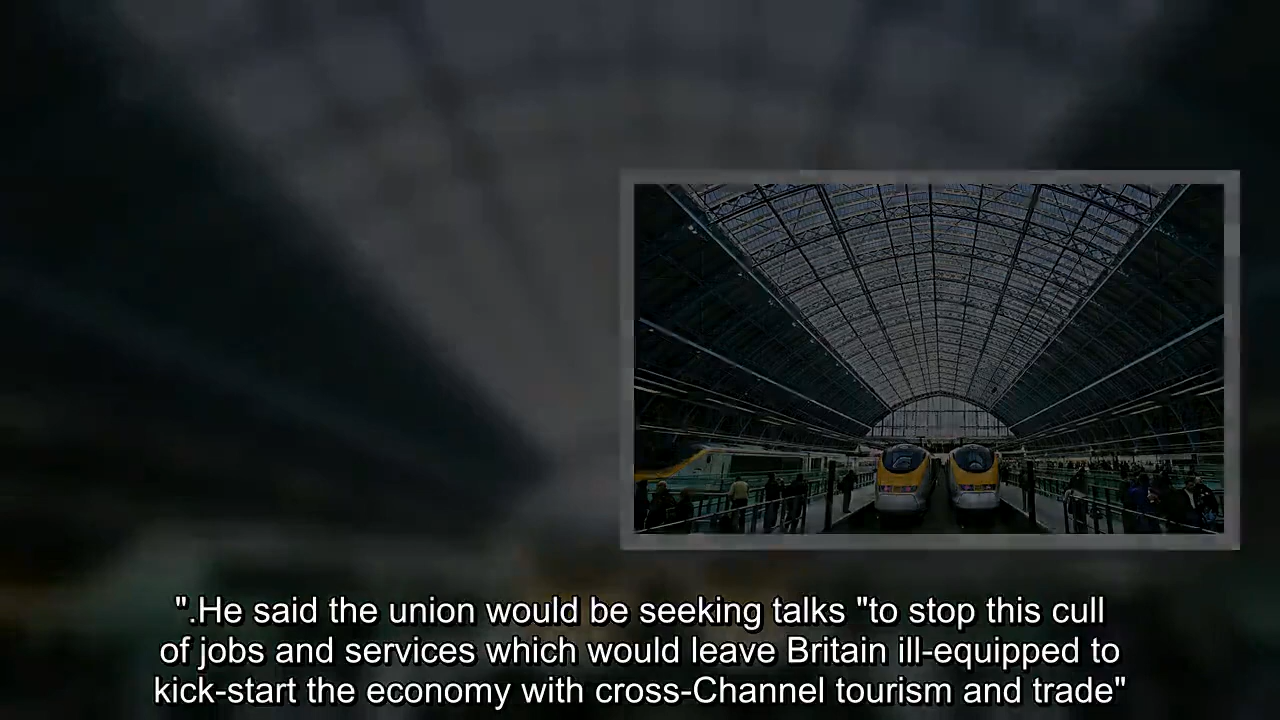 ".He said the union would be seeking talks "to stop this cull
of jobs and services which would leave Britain ill-equipped to
kick-start the economy with cross-Channel tourism and trade"